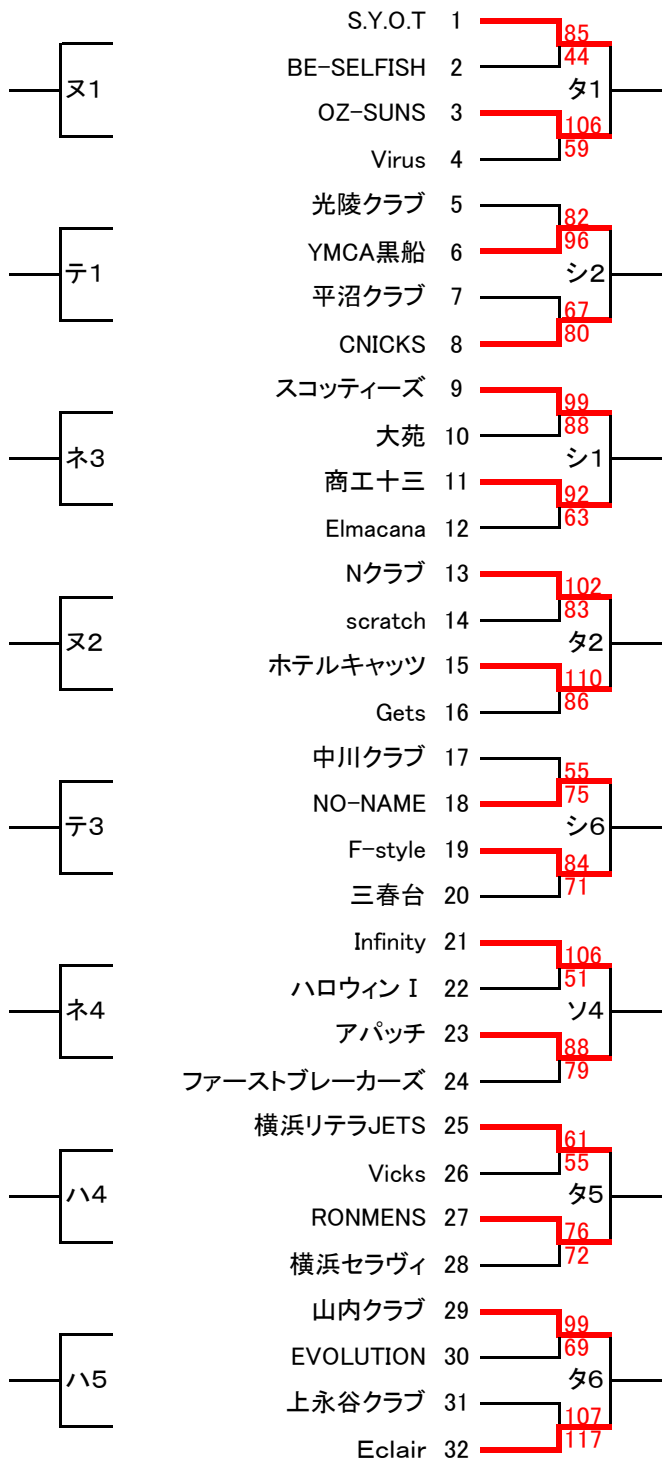 S.Y.O.T 1
85
44
BE-SELFISH 2
ヌ1
タ1
OZ-SUNS 3
106
59
Virus 4
光陵クラブ 5
82
96
YMCA黒船 6
テ1
シ2
平沼クラブ 7
67
80
CNICKS 8
スコッティーズ 9
99
88
大苑 10
ネ3
シ1
商工十三 11
92
63
Elmacana 12
Nクラブ 13
102
83
scratch 14
ヌ2
タ2
ホテルキャッツ 15
110
86
Gets 16
中川クラブ 17
55
75
NO-NAME 18
テ3
シ6
F-style 19
84
71
三春台 20
Infinity 21
106
51
ハロウィン I 22
ネ4
ソ4
アパッチ 23
88
79
ファーストブレーカーズ 24
横浜リテラJETS 25
61
55
Vicks 26
ハ4
タ5
RONMENS 27
76
72
横浜セラヴィ 28
山内クラブ 29
99
69
EVOLUTION 30
ハ5
タ6
上永谷クラブ 31
107
117
Eclair 32